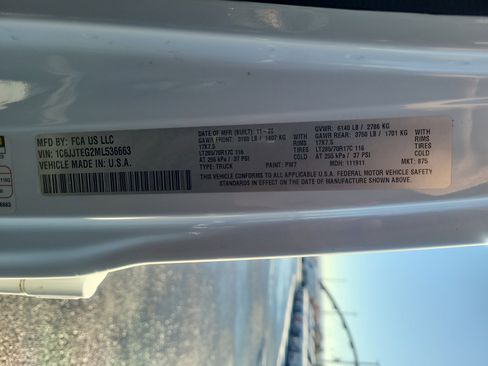 MFD BY: FCA US LLC
VIN: 1C6JJTEG2ML536663
VEHICLE MADE IN: U.S.A.
DATE OF MFR (BUILT): 11-20
GAWR FRONT: 3100 LB / 1407 KG
17X7.5 RIMS
LT285/70R17C 116 TIRES
AT 255 kPa / 37 PSI COLD
TYPE: TRUCK
PAINT: PW7
GVWR: 6140 LB / 2786 KG
GAWR REAR: 3750 LB / 1701 KG
17X7.5 RIMS
LT285/70R17C 116 TIRES
AT 255 kPa / 37 PSI COLD
MDH: 111911
MKT: 875
THIS VEHICLE CONFORMS TO ALL APPLICABLE U.S.A. FEDERAL MOTOR VEHICLE SAFETY
STANDARDS IN EFFECT ON THE DATE OF MANUFACTURE SHOWN ABOVE.